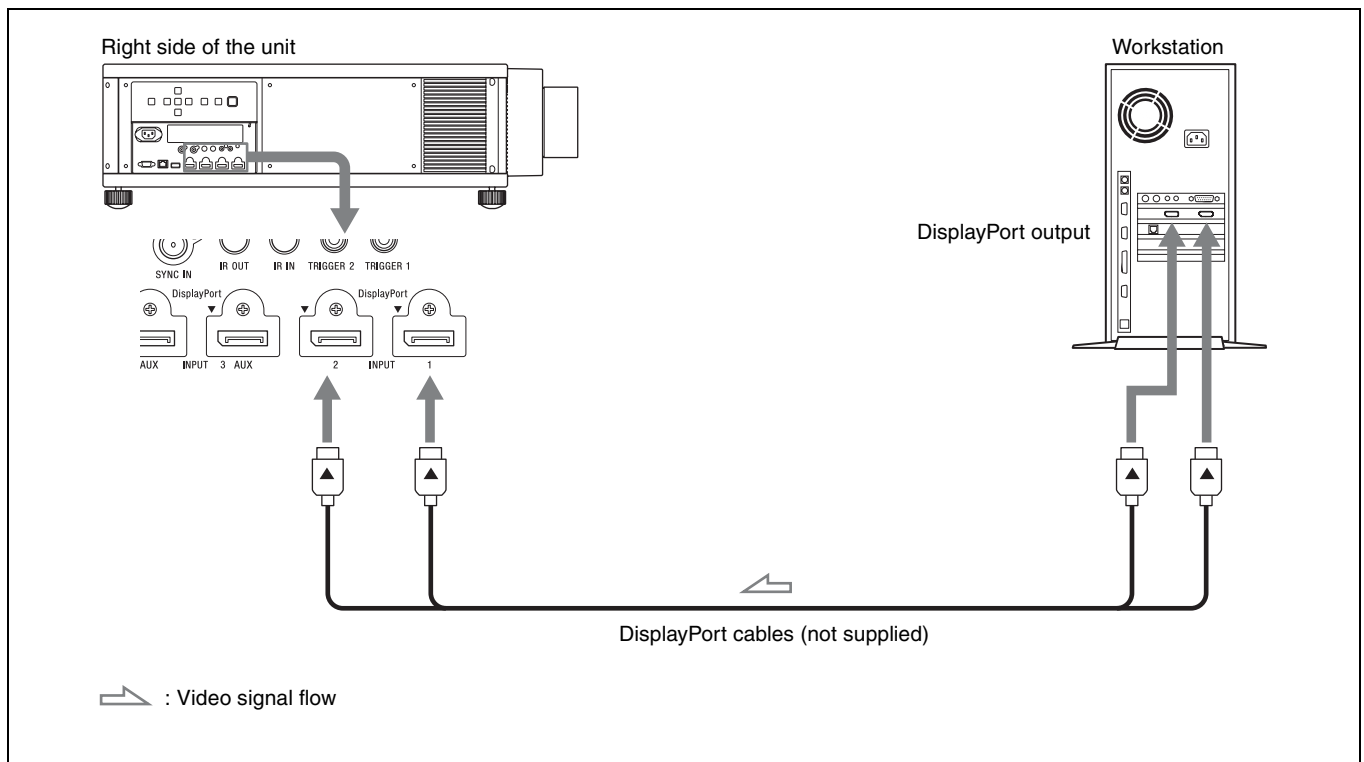 Right side of the unit
Workstation
DisplayPort output
SYNC IN
IR OUT
IR IN
TRIGGER 2
TRIGGER 1
DisplayPort
DisplayPort
AUX
INPUT
3 AUX
2
INPUT
1
DisplayPort cables (not supplied)
: Video signal flow